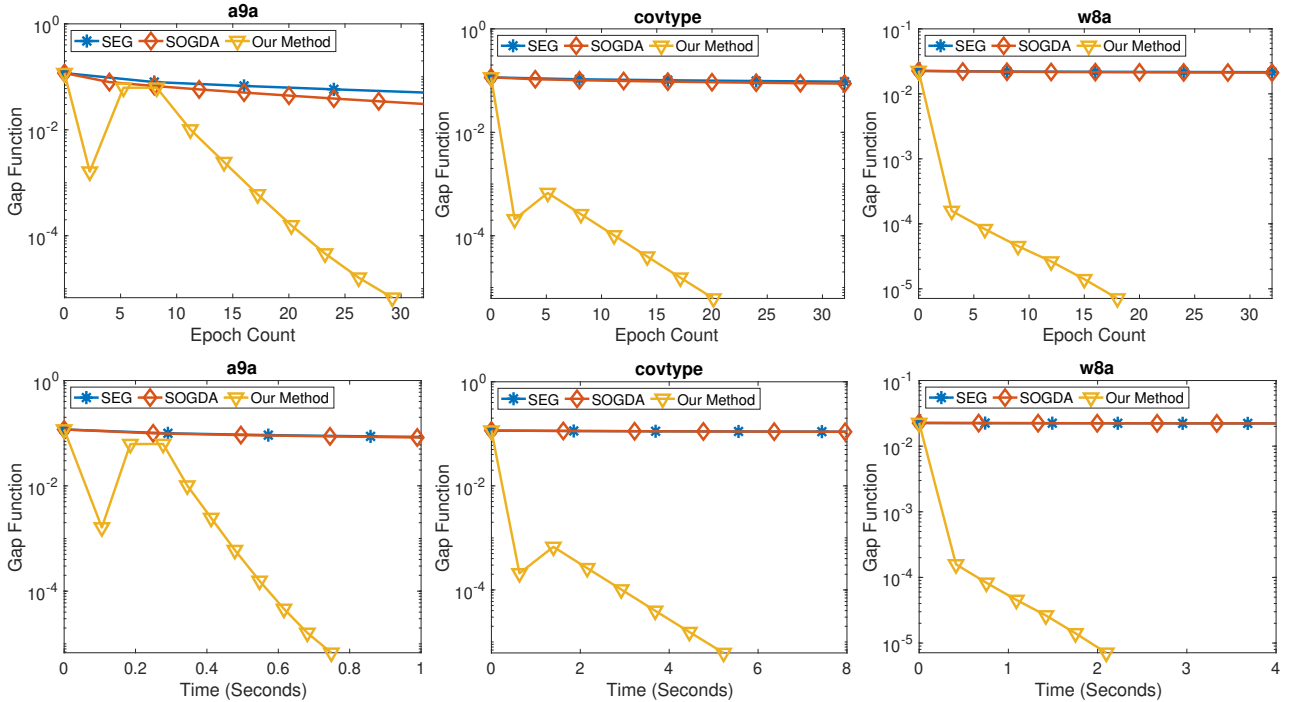 a9a
SEG SOGDA Our Method
10^0
10^-2
10^-4
Gap Function
0 5 10 15 20 25 30
Epoch Count
covtype
SEG SOGDA Our Method
10^0
10^-2
10^-4
Gap Function
0 5 10 15 20 25 30
Epoch Count
w8a
SEG SOGDA Our Method
10^-1
10^-2
10^-3
10^-4
10^-5
Gap Function
0 5 10 15 20 25 30
Epoch Count
a9a
SEG SOGDA Our Method
10^0
10^-2
10^-4
Gap Function
0 0.2 0.4 0.6 0.8 1
Time (Seconds)
covtype
SEG SOGDA Our Method
10^0
10^-2
10^-4
Gap Function
0 2 4 6 8
Time (Seconds)
w8a
SEG SOGDA Our Method
10^-1
10^-2
10^-3
10^-4
10^-5
Gap Function
0 1 2 3 4
Time (Seconds)